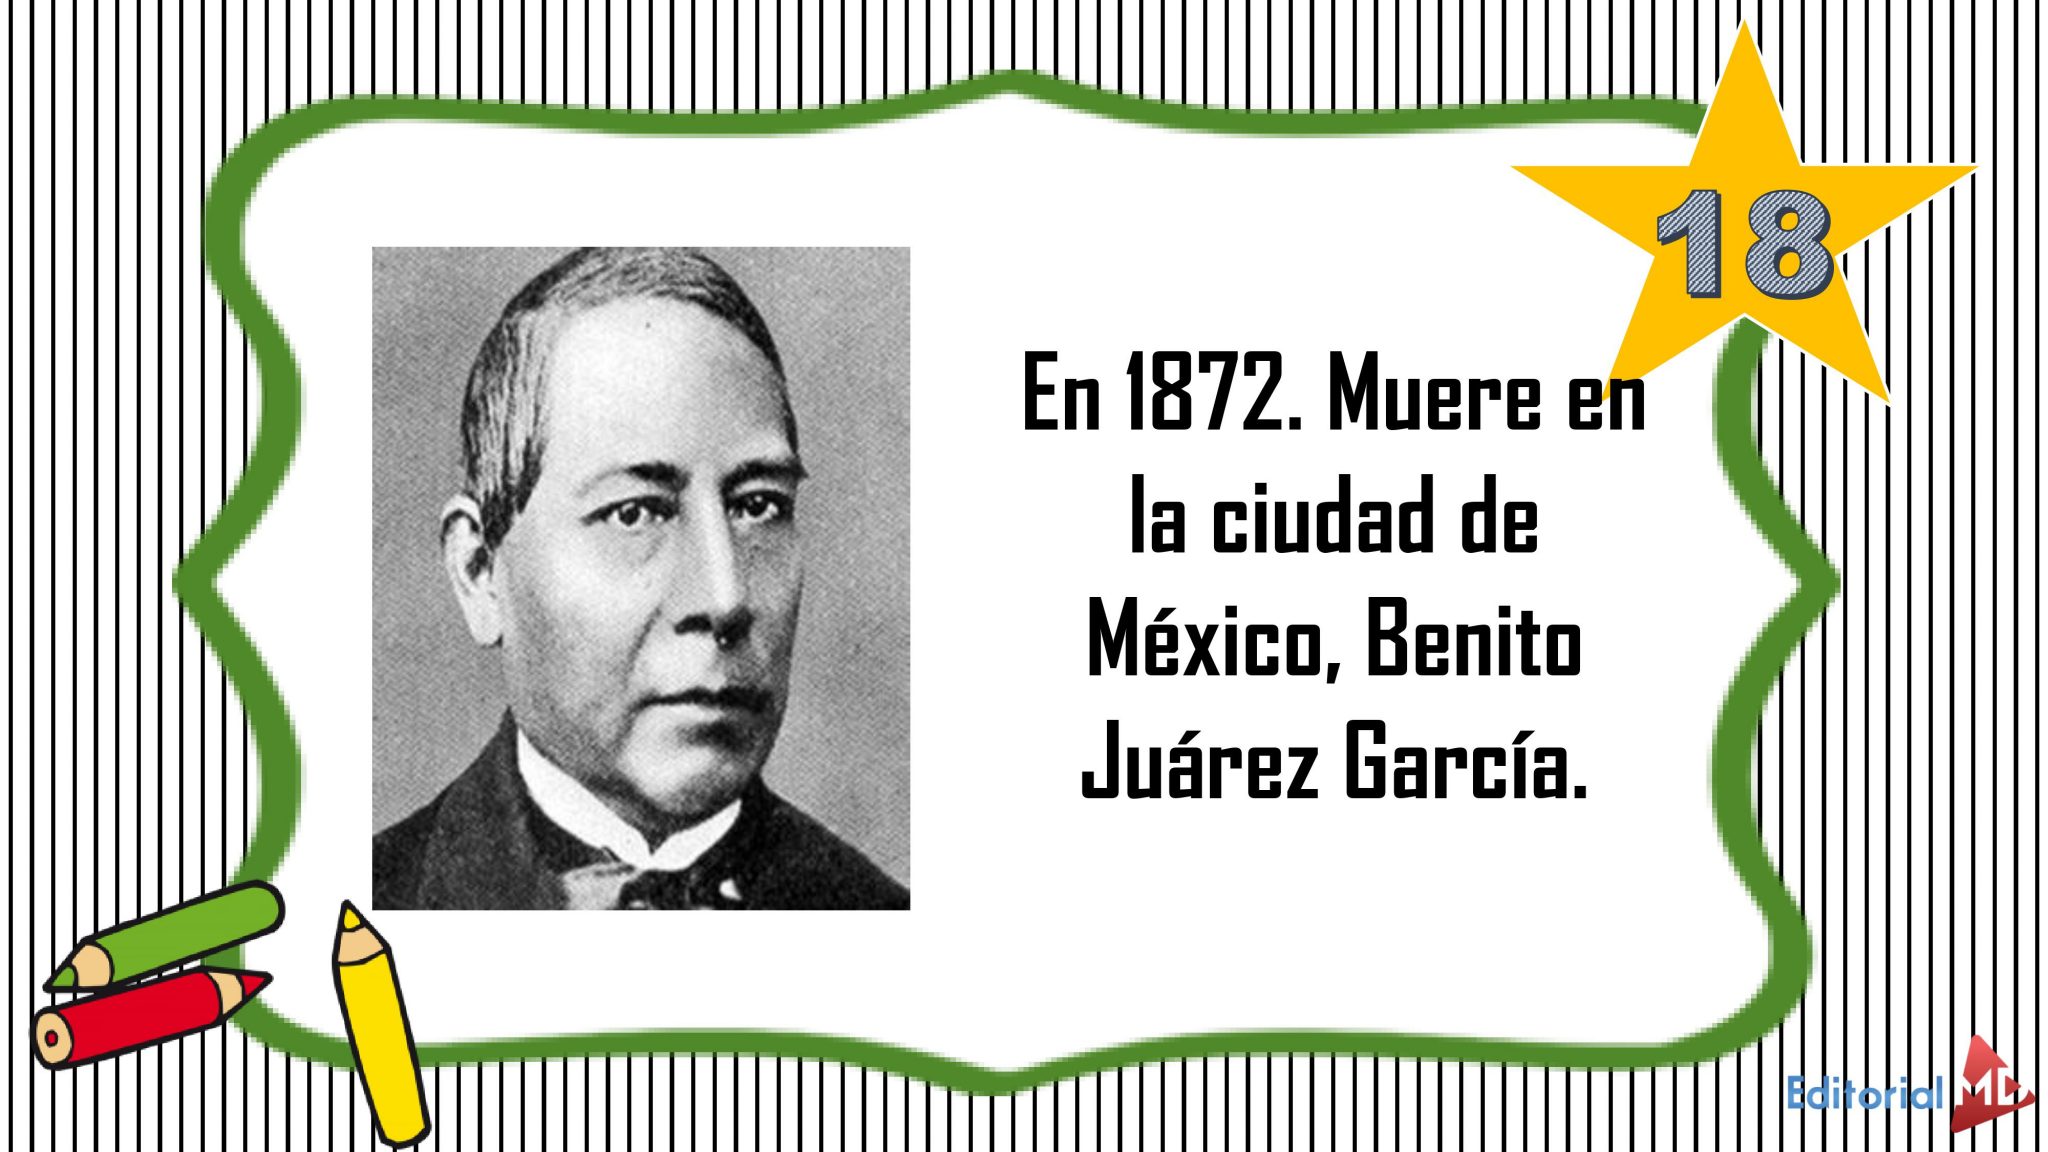 18
En 1872. Muere en
la ciudad de
México, Benito
Juárez García.
Editorial MD